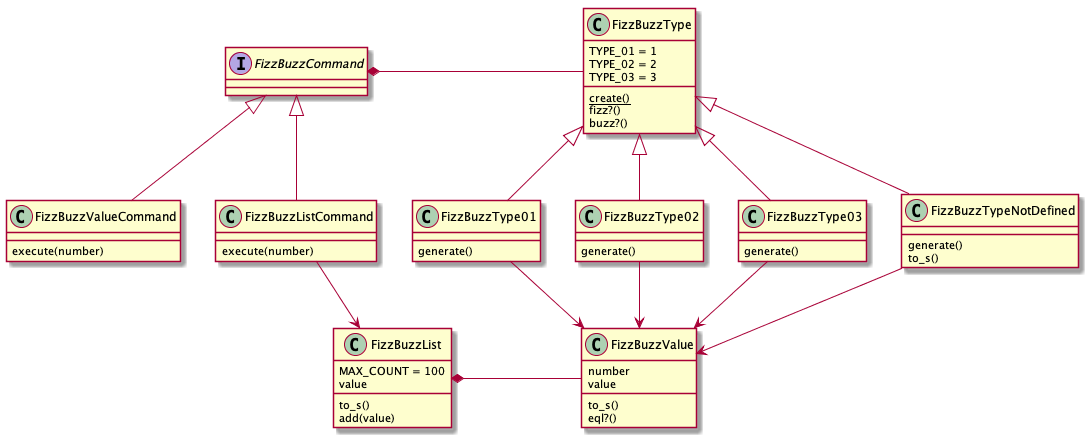 C FizzBuzzType
TYPE_01 = 1
TYPE_02 = 2
TYPE_03 = 3
create()
fizz?()
buzz?()
I FizzBuzzCommand
C FizzBuzzValueCommand
execute(number)
C FizzBuzzListCommand
execute(number)
C FizzBuzzType01
generate()
C FizzBuzzType02
generate()
C FizzBuzzType03
generate()
C FizzBuzzTypeNotDefined
generate()
to_s()
C FizzBuzzList
MAX_COUNT = 100
value
to_s()
add(value)
C FizzBuzzValue
number
value
to_s()
eql?()